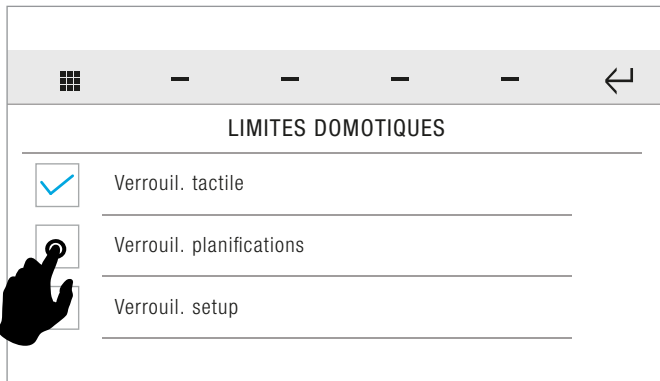 LIMITES DOMOTIQUES
Verrouil. tactile
Verrouil. planifications
Verrouil. setup